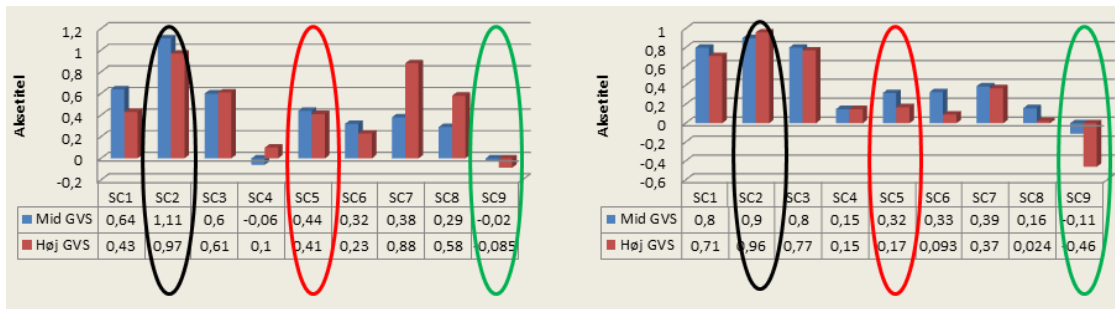 Aksetitel
1,2
1
0,8
0,6
0,4
0,2
0
-0,2
SC1 SC2 SC3 SC4 SC5 SC6 SC7 SC8 SC9
Mid GVS 0,64 1,11 0,6 -0,06 0,44 0,32 0,38 0,29 -0,02
Høj GVS 0,43 0,97 0,61 0,1 0,41 0,23 0,88 0,58 -0,085
Aksetitel
1
0,8
0,6
0,4
0,2
0
-0,2
-0,4
-0,6
SC1 SC2 SC3 SC4 SC5 SC6 SC7 SC8 SC9
Mid GVS 0,8 0,9 0,8 0,15 0,32 0,33 0,39 0,16 -0,11
Høj GVS 0,71 0,96 0,77 0,15 0,17 0,093 0,37 0,024 -0,46